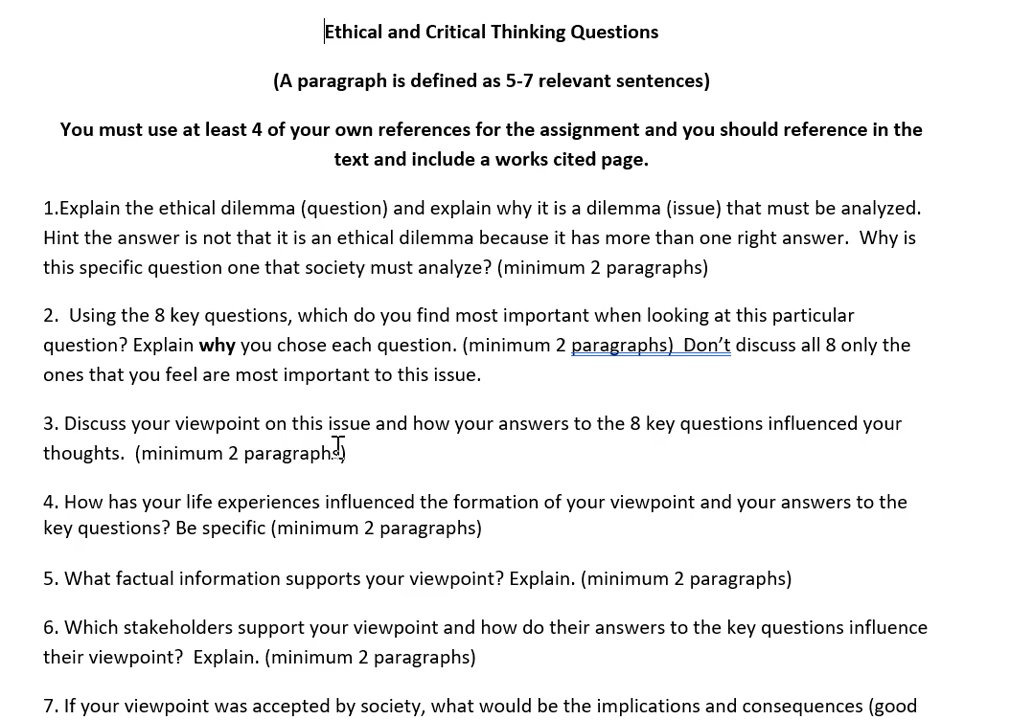 Ethical and Critical Thinking Questions
(A paragraph is defined as 5-7 relevant sentences)
You must use at least 4 of your own references for the assignment and you should reference in the
text and include a works cited page.
1.Explain the ethical dilemma (question) and explain why it is a dilemma (issue) that must be analyzed.
Hint the answer is not that it is an ethical dilemma because it has more than one right answer.  Why is
this specific question one that society must analyze? (minimum 2 paragraphs)
2.  Using the 8 key questions, which do you find most important when looking at this particular
question? Explain why you chose each question. (minimum 2 paragraphs)  Don't discuss all 8 only the
ones that you feel are most important to this issue.
3. Discuss your viewpoint on this issue and how your answers to the 8 key questions influenced your
thoughts.  (minimum 2 paragraphs)
4. How has your life experiences influenced the formation of your viewpoint and your answers to the
key questions? Be specific (minimum 2 paragraphs)
5. What factual information supports your viewpoint? Explain. (minimum 2 paragraphs)
6. Which stakeholders support your viewpoint and how do their answers to the key questions influence
their viewpoint?  Explain. (minimum 2 paragraphs)
7. If your viewpoint was accepted by society, what would be the implications and consequences (good